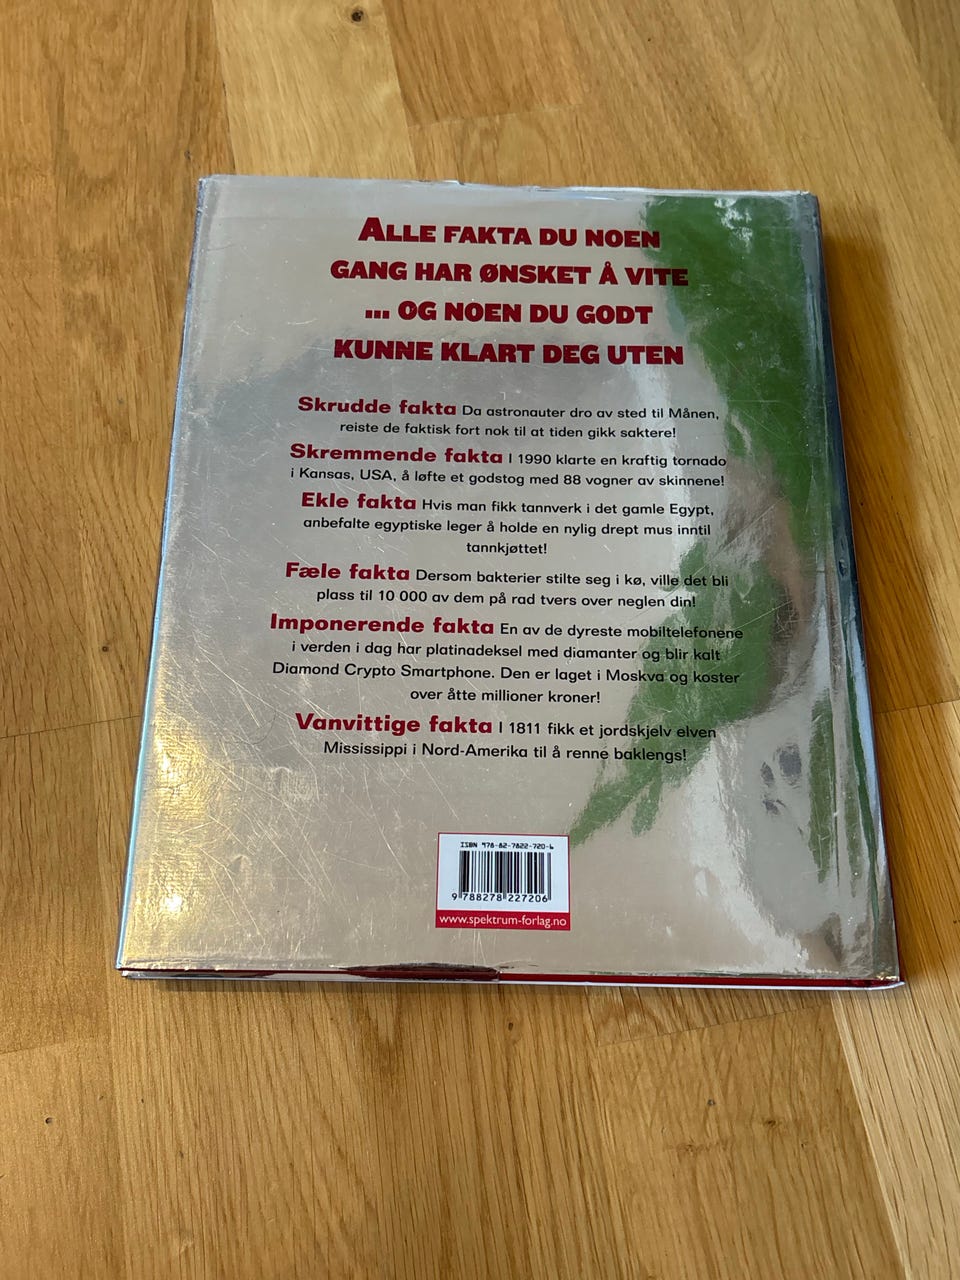 ALLE FAKTA DU NOEN
GANG HAR ØNSKET Å VITE
... OG NOEN DU GODT
KUNNE KLART DEG UTEN
Skrudde fakta Da astronauter dro av sted til Månen,
reiste de faktisk fort nok til at tiden gikk saktere!
Skremmende fakta I 1990 klarte en kraftig tornado
i Kansas, USA, å løfte et godstog med 88 vogner av skinnene!
Ekle fakta Hvis man fikk tannverk i det gamle Egypt,
anbefalte egyptiske leger å holde en nylig drept mus inntil
tannkjøttet!
Fæle fakta Dersom bakterier stilte seg i kø, ville det bli
plass til 10 000 av dem på rad tvers over neglen din!
Imponerende fakta En av de dyreste mobiltelefonene
i verden i dag har platinadeksel med diamanter og blir kalt
Diamond Crypto Smartphone. Den er laget i Moskva og koster
over åtte millioner kroner!
Vanvittige fakta I 1811 fikk et jordskjelv elven
Mississippi i Nord-Amerika til å renne baklengs!
ISBN 978-82-7822-720-6
9 788278 227206
www.spektrum-forlag.no